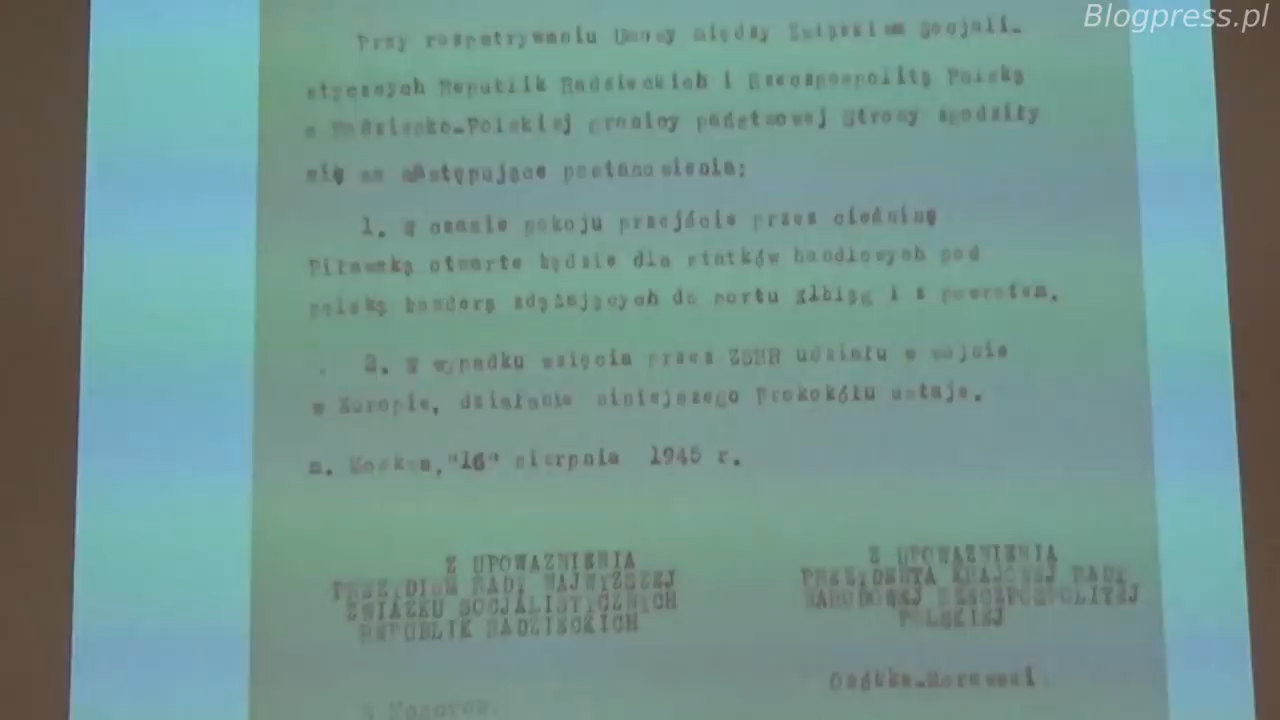 Blogpress.pl
Przy rozpatrywaniu Umowy między Związkiem Socjali-
stycznych Republik Radzieckich i Rzecząpospolitą Polską
o Radziecko-Polskiej granicy państwowej Strony zgodziły
się na następujące postanowienia:
1. W czasie pokoju przejście przez cieśninę
Piławską otwarte będzie dla statków handlowych pod
polską banderą zdążających do portu Elbląg i z powrotem.
2. W wypadku wzięcia przez ZSRR udziału w wojnie
w Europie, działanie niniejszego Prokokółu ustaje.
m. Moskwa, "16" sierpnia 1945 r.
Z UPOWAŻNIENIA
PREZYDIUM RADY NAJWYŻSZEJ
ZWIĄZKU SOCJALISTYCZNYCH
REPUBLIK RADZIECKICH
Z UPOWAŻNIENIA
PREZYDENTA KRAJOWEJ RADY
NARODOWEJ RZECZPOSPOLITEJ
POLSKIEJ
Osóbka-Morawski